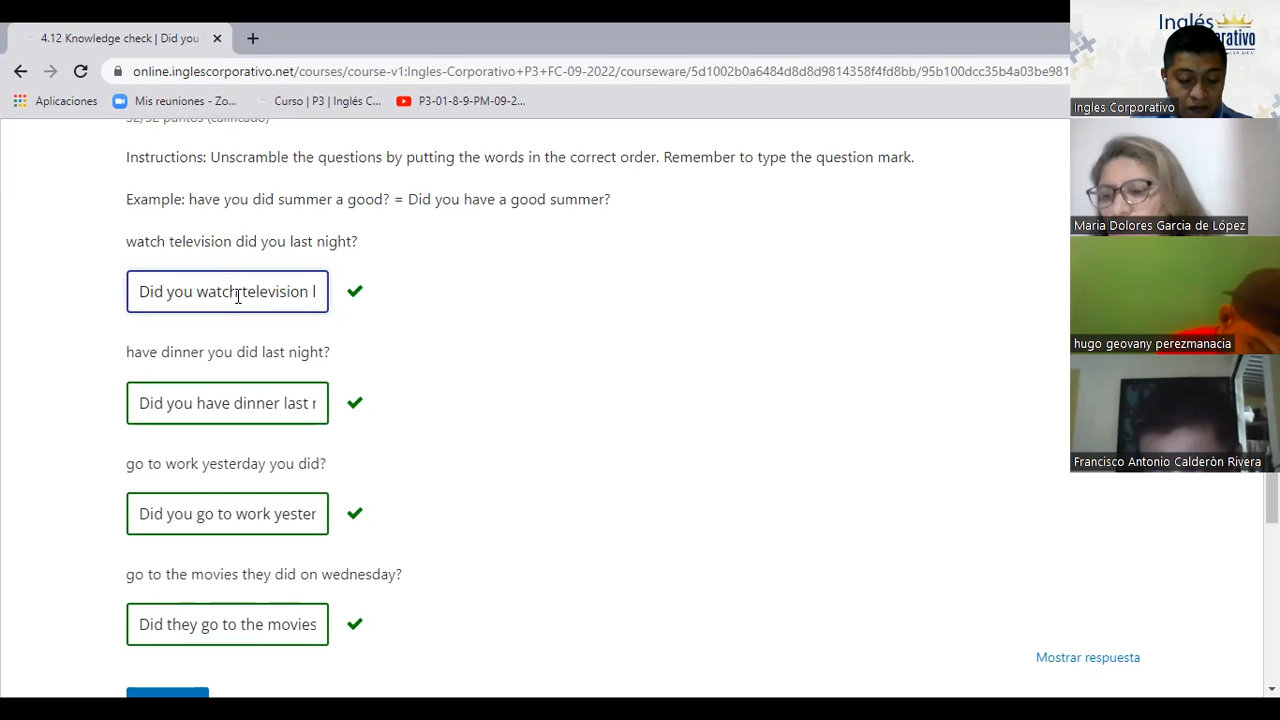 4.12 Knowledge check | Did you
online.inglescorporativo.net/courses/course-v1:Ingles-Corporativo+P3+FC-09-2022/courseware/5d1002b0a6484d8d8d9814358f4fd8bb/95b100dcc35b4a03be981
Aplicaciones
Mis reuniones - Zo...
Curso | P3 | Inglés C...
P3-01-8-9-PM-09-2...
52/52 puntos (calificado)
Instructions: Unscramble the questions by putting the words in the correct order. Remember to type the question mark.
Example: have you did summer a good? = Did you have a good summer?
watch television did you last night?
Did you watch television l
have dinner you did last night?
Did you have dinner last
go to work yesterday you did?
Did you go to work yester
go to the movies they did on wednesday?
Did they go to the movies
Mostrar respuesta
Inglés
Ingles Corporativo
Maria Dolores Garcia de López
hugo geovany perezmanacia
Francisco Antonio Calderòn Rivera